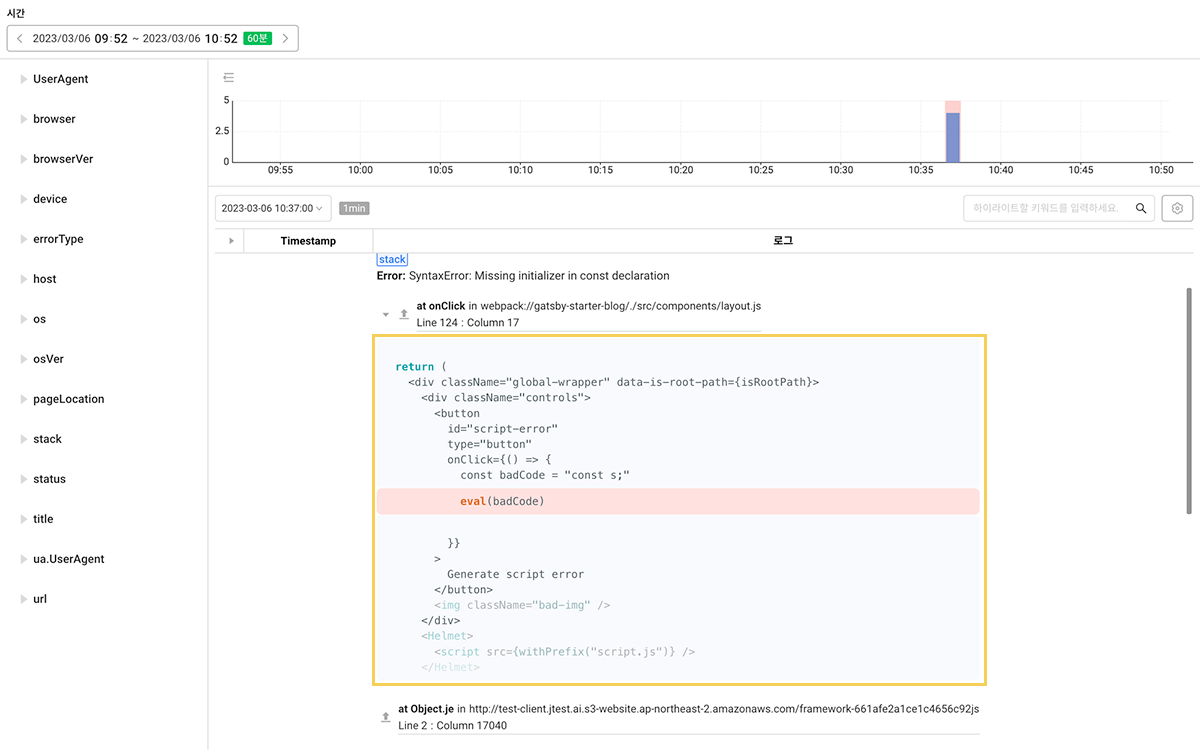 시간
2023/03/06 09:52 ~ 2023/03/06 10:52 60분
UserAgent
browser
browserVer
device
errorType
host
os
osVer
pageLocation
stack
status
title
ua.UserAgent
url
5
2.5
0
09:55 10:00 10:05 10:10 10:15 10:20 10:25 10:30 10:35 10:40 10:45 10:50
2023-03-06 10:37:00 1min 하이라이트할 키워드를 입력하세요.
Timestamp 로그
stack
Error: SyntaxError: Missing initializer in const declaration
at onClick in webpack://gatsby-starter-blog/./src/components/layout.js
Line 124 : Column 17
return (
<div className="global-wrapper" data-is-root-path={isRootPath}>
<div className="controls">
<button
id="script-error"
type="button"
onClick={() => {
const badCode = "const s;"
eval(badCode)
}}
>
Generate script error
</button>
<img className="bad-img" />
</div>
<Helmet>
<script src={withPrefix("script.js")} />
</Helmet>
at Object.je in http://test-client.jtest.ai.s3-website.ap-northeast-2.amazonaws.com/framework-661afe2a1ce1c4656c92js
Line 2 : Column 17040